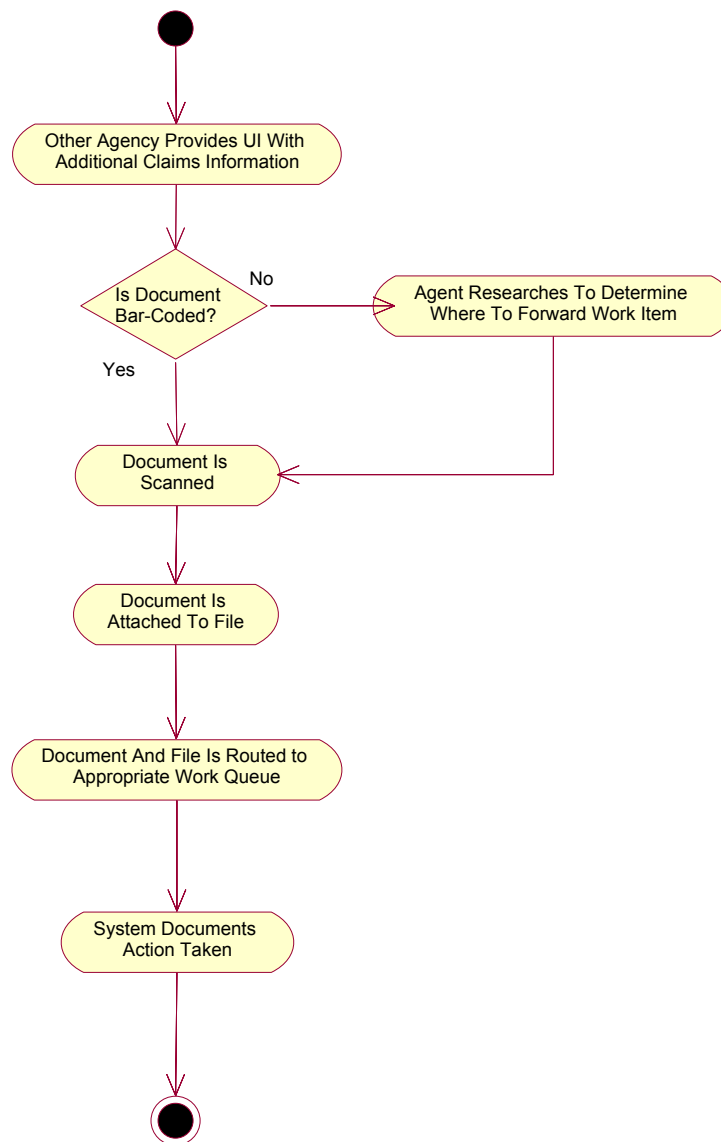 Other Agency Provides UI With
Additional Claims Information
Is Document
Bar-Coded?
No
Agent Researches To Determine
Where To Forward Work Item
Yes
Document Is
Scanned
Document Is
Attached To File
Document And File Is Routed to
Appropriate Work Queue
System Documents
Action Taken